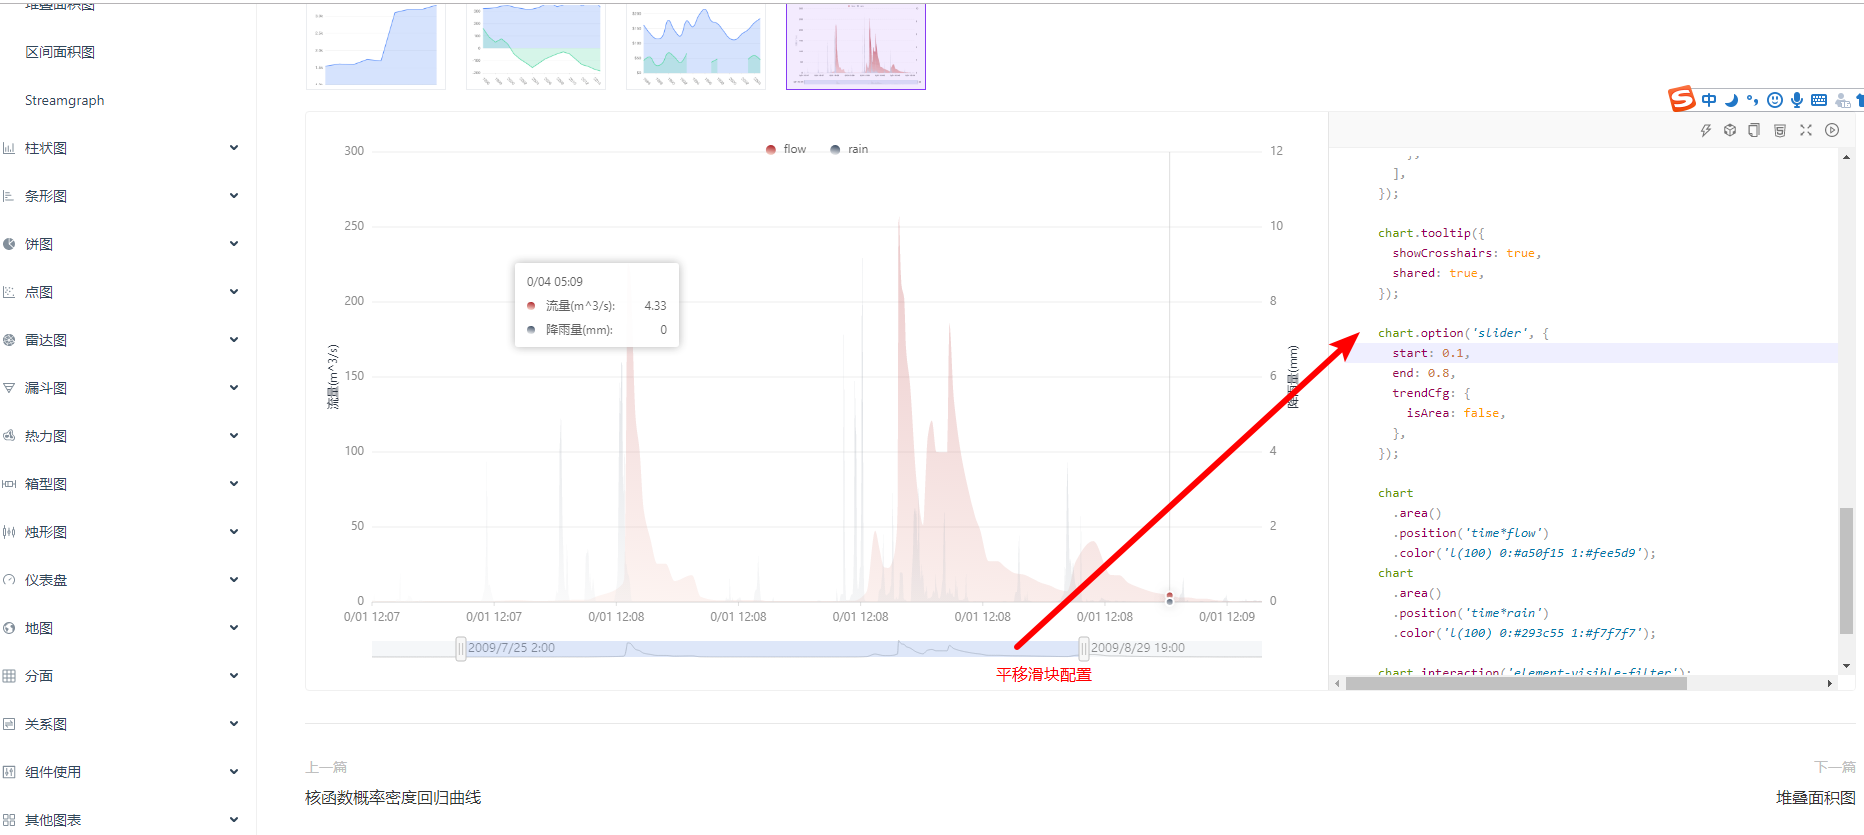 堆叠面积图
区间面积图
Streamgraph
柱状图
条形图
饼图
点图
雷达图
漏斗图
热力图
箱型图
烛形图
仪表盘
地图
分面
关系图
组件使用
其他图表
中
flow
rain
300
250
200
150
100
50
0
流量(m^3/s)
12
10
8
6
4
2
0
降雨量(mm)
0/04 05:09
流量(m^3/s): 4.33
降雨量(mm): 0
0/01 12:07
0/01 12:07
0/01 12:08
0/01 12:08
0/01 12:08
0/01 12:08
0/01 12:08
0/01 12:09
2009/7/25 2:00
2009/8/29 19:00
平移滑块配置
},
],
});
chart.tooltip({
showCrosshairs: true,
shared: true,
});
chart.option('slider', {
start: 0.1,
end: 0.8,
trendCfg: {
isArea: false,
},
});
chart
.area()
.position('time*flow')
.color('l(100) 0:#a50f15 1:#fee5d9');
chart
.area()
.position('time*rain')
.color('l(100) 0:#293c55 1:#f7f7f7');
chart.interaction('element-visible-filter');
上一篇
核函数概率密度回归曲线
下一篇
堆叠面积图